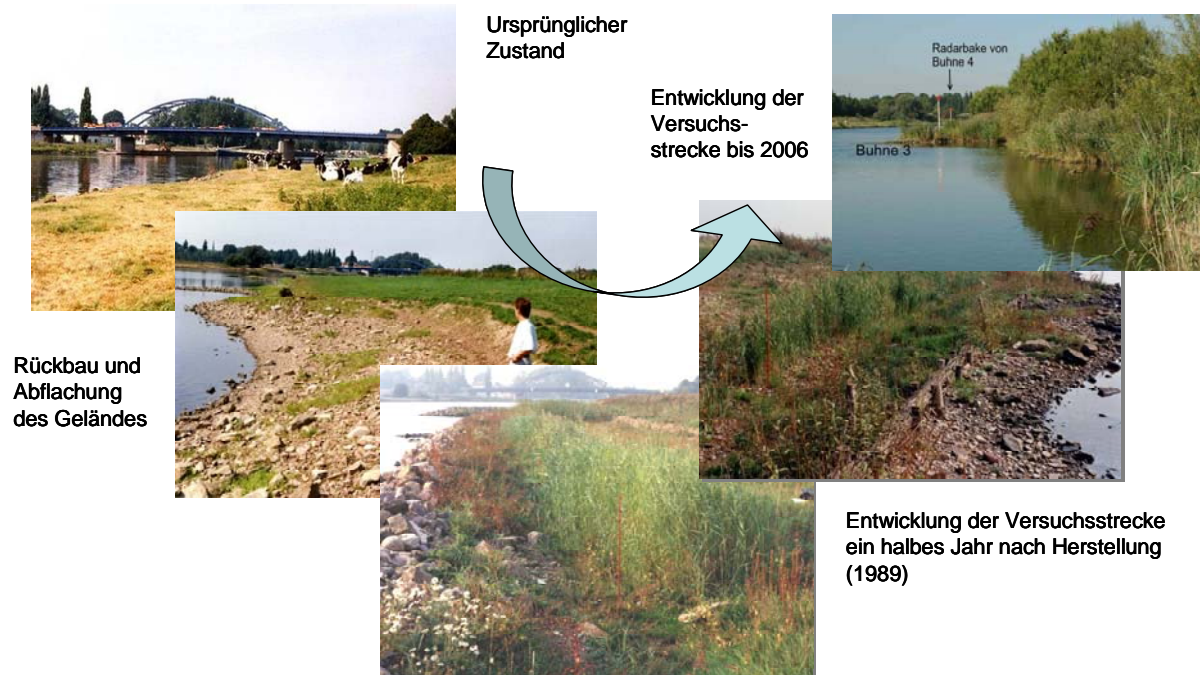 Ursprünglicher
Zustand
Entwicklung der
Versuchs-
strecke bis 2006
Radarbake von
Buhne 4
Buhne 3
Rückbau und
Abflachung
des Geländes
Entwicklung der Versuchsstrecke
ein halbes Jahr nach Herstellung
(1989)